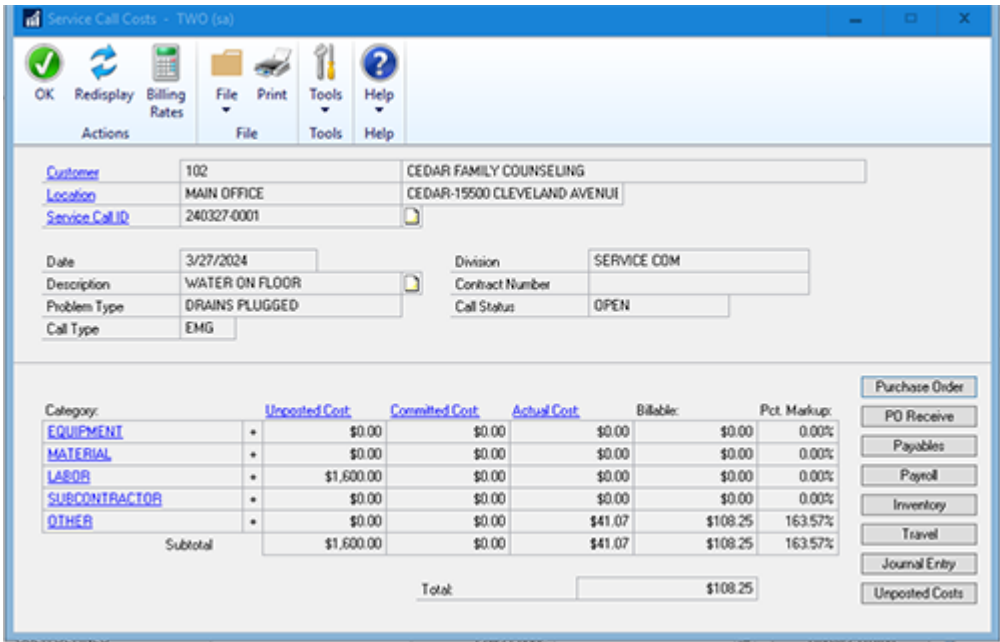 Service Call Costs - TWO (sa)
OK Redisplay Billing Rates File Print Tools Help
Actions File Tools Help
Customer 102 CEDAR FAMILY COUNSELING
Location MAIN OFFICE CEDAR-15500 CLEVELAND AVENUE
Service Call ID 240327-0001
Date 3/27/2024 Division SERVICE COM
Description WATER ON FLOOR Contract Number
Problem Type DRAINS PLUGGED Call Status OPEN
Call Type EMG
Purchase Order
Category: Unposted Cost: Committed Cost: Actual Cost: Billable: Pct. Markup: PO Receive
EQUIPMENT + $0.00 $0.00 $0.00 $0.00 0.00%
MATERIAL + $0.00 $0.00 $0.00 $0.00 0.00% Payables
LABOR + $1,600.00 $0.00 $0.00 $0.00 0.00% Payroll
SUBCONTRACTOR + $0.00 $0.00 $0.00 $0.00 0.00% Inventory
OTHER + $0.00 $0.00 $41.07 $108.25 163.57% Travel
Subtotal $1,600.00 $0.00 $41.07 $108.25 163.57%
Journal Entry
Total: $108.25 Unposted Costs